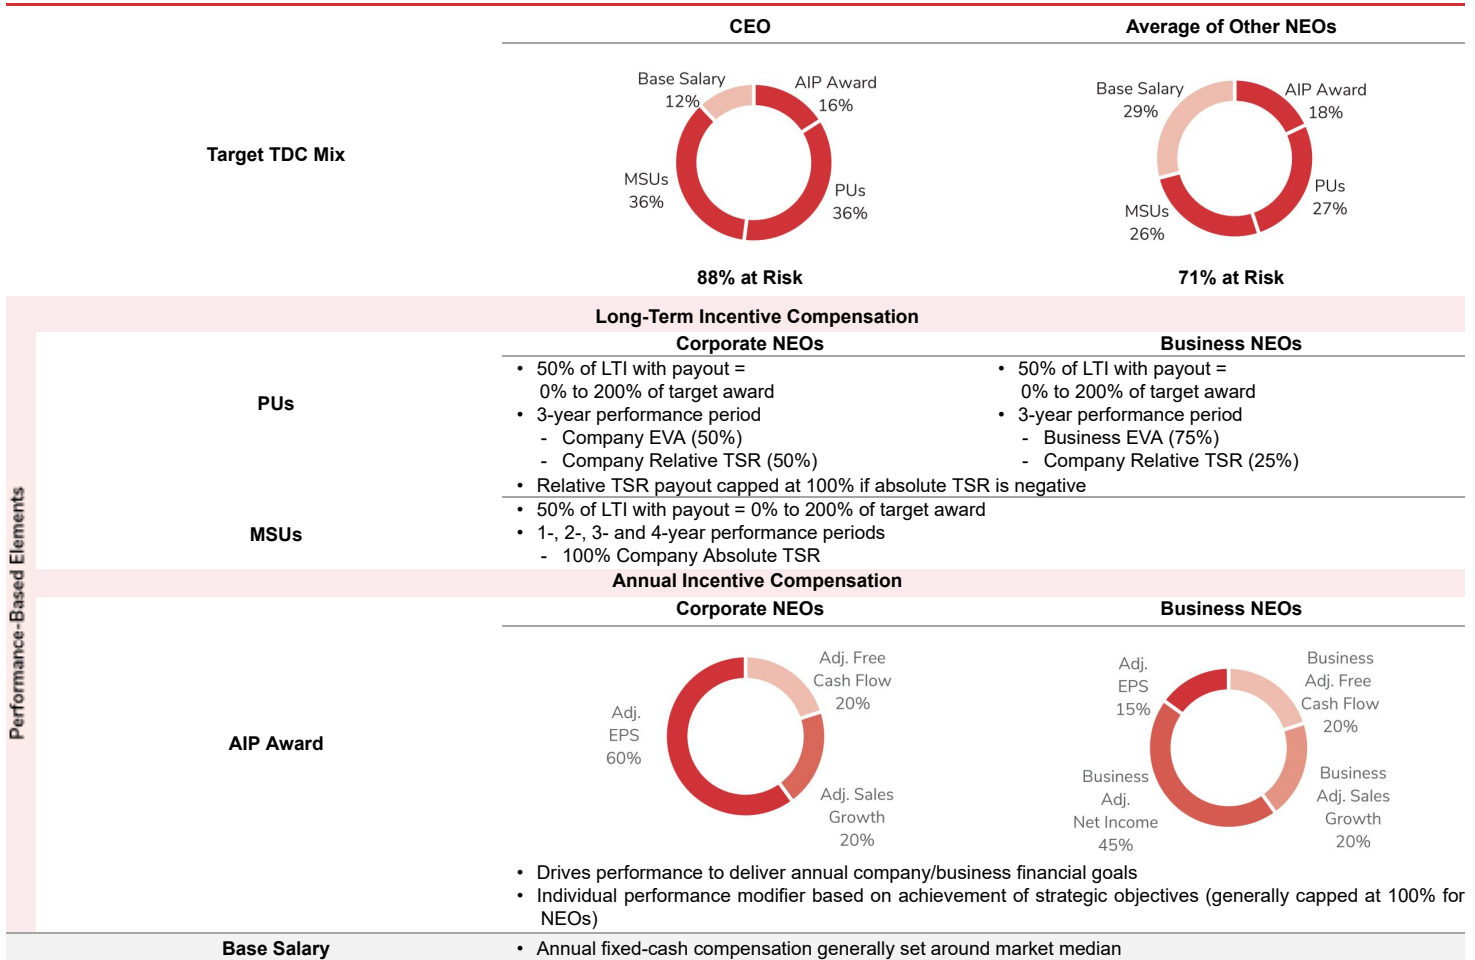 CEO
Average of Other NEOs
Target TDC Mix
Base Salary
12%
AIP Award
16%
MSUs
36%
PUs
36%
88% at Risk
Base Salary
29%
AIP Award
18%
MSUs
26%
PUs
27%
71% at Risk
Performance-Based Elements
Long-Term Incentive Compensation
Corporate NEOs
Business NEOs
PUs
• 50% of LTI with payout =
0% to 200% of target award
• 3-year performance period
- Company EVA (50%)
- Company Relative TSR (50%)
• 50% of LTI with payout =
0% to 200% of target award
• 3-year performance period
- Business EVA (75%)
- Company Relative TSR (25%)
• Relative TSR payout capped at 100% if absolute TSR is negative
MSUs
• 50% of LTI with payout = 0% to 200% of target award
• 1-, 2-, 3- and 4-year performance periods
- 100% Company Absolute TSR
Annual Incentive Compensation
Corporate NEOs
Business NEOs
AIP Award
Adj. Free
Cash Flow
20%
Adj.
EPS
60%
Adj. Sales
Growth
20%
Adj.
EPS
15%
Business
Adj. Free
Cash Flow
20%
Business
Adj.
Net Income
45%
Business
Adj. Sales
Growth
20%
• Drives performance to deliver annual company/business financial goals
• Individual performance modifier based on achievement of strategic objectives (generally capped at 100% for
NEOs)
Base Salary
• Annual fixed-cash compensation generally set around market median